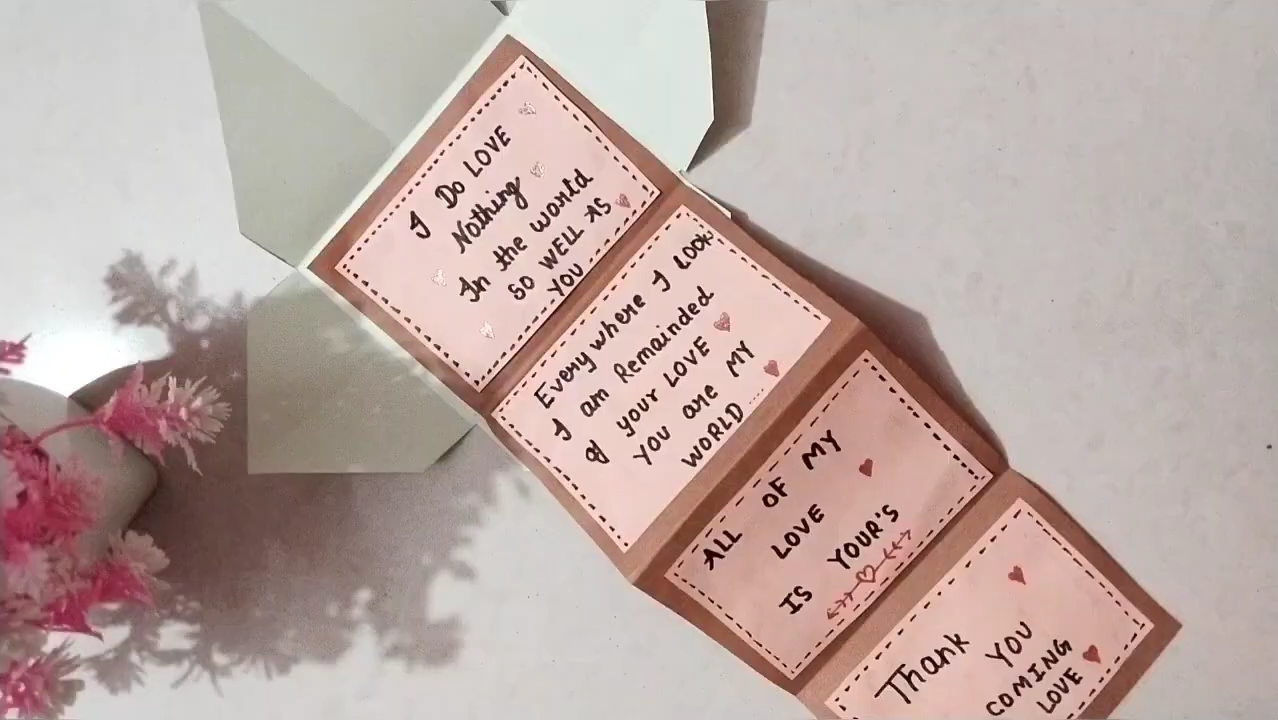 I DO LOVE
Nothing
In the world
SO WELL AS
YOU
Every where I LOOK
I am Remainded
of your LOVE
YOU are MY
WORLD
ALL OF MY
LOVE
IS YOUR'S
Thank YOU
COMING
LOVE